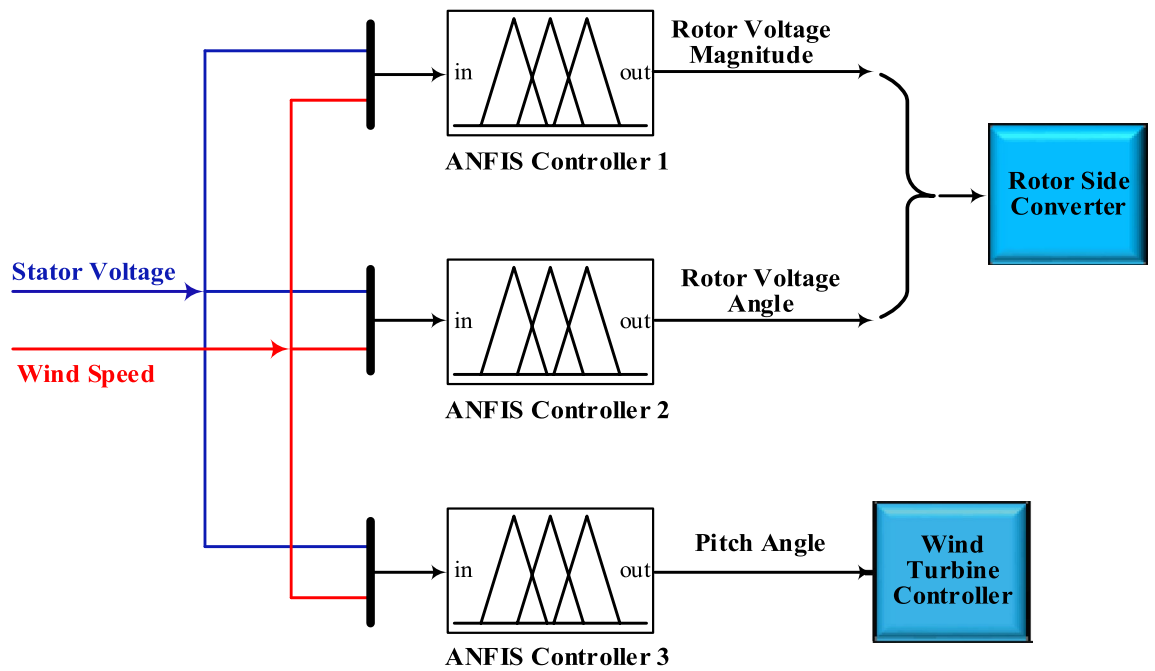 Rotor Voltage
Magnitude
in
out
ANFIS Controller 1
Rotor Side
Converter
Stator Voltage
Wind Speed
Rotor Voltage
Angle
in
out
ANFIS Controller 2
Pitch Angle
in
out
Wind
Turbine
Controller
ANFIS Controller 3